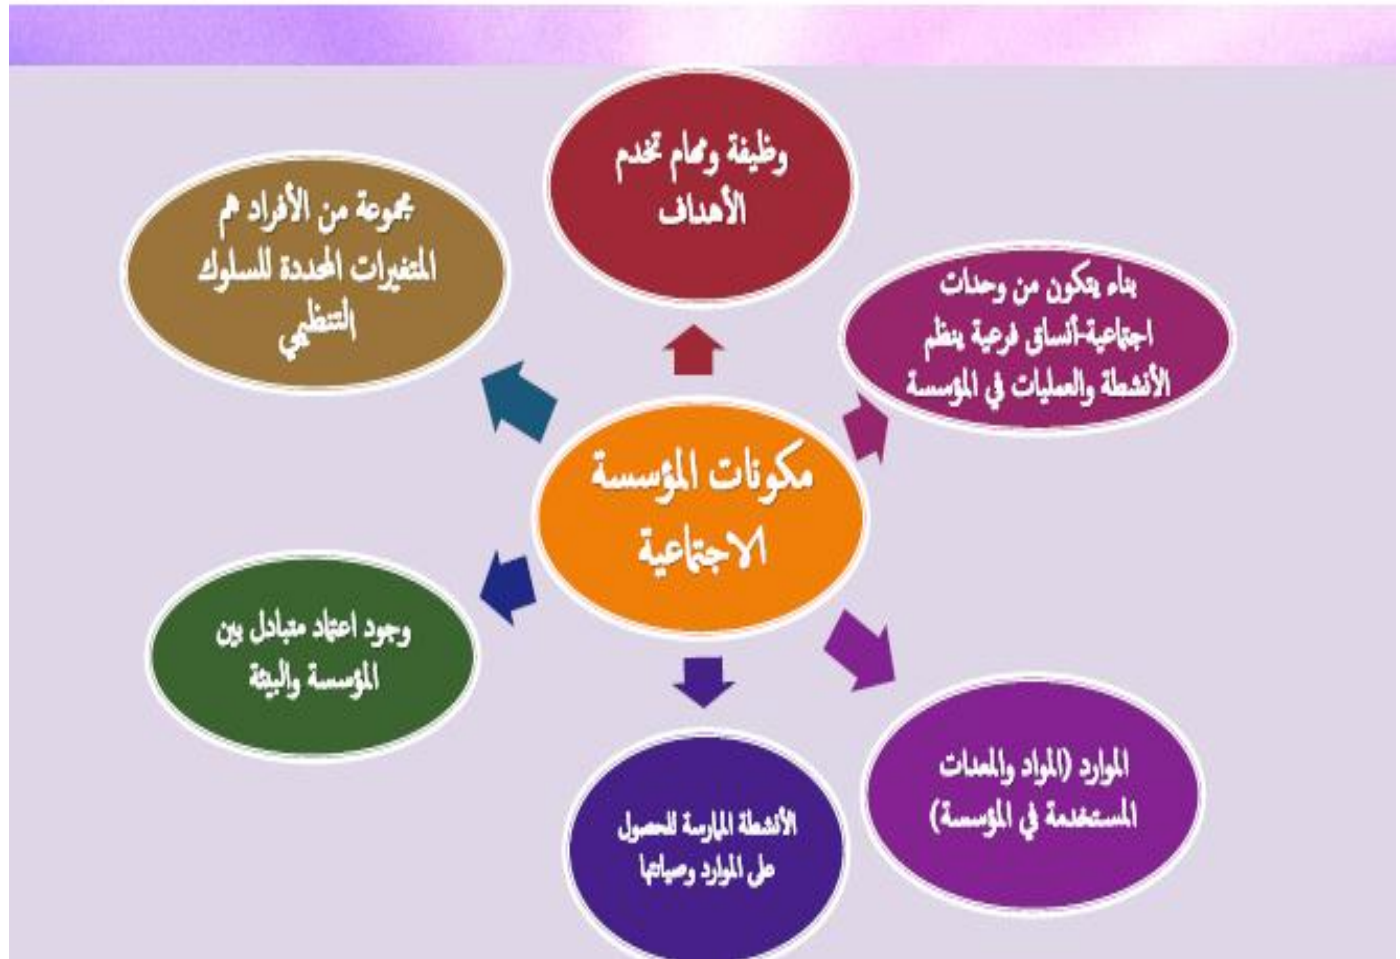 وظيفة ومهام تخدم
الأهداف
بناء يتكون من وحدات
اجتماعية-أنساق فرعية ينظم
الأنشطة والعمليات في المؤسسة
الموارد (المواد والمعدات
المستخدمة في المؤسسة)
الأنشطة الممارسة للحصول
على الموارد وصيانتها
وجود اعتماد متبادل بين
المؤسسة والبيئة
مجموعة من الأفراد هم
المتغيرات المحددة للسلوك
التنظيمي
مكونات المؤسسة
الاجتماعية